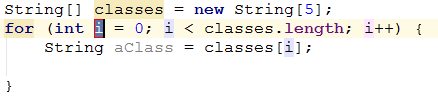 String[] classes = new String[5];
for (int i = 0; i < classes.length; i++) {
    String aClass = classes[i];
}